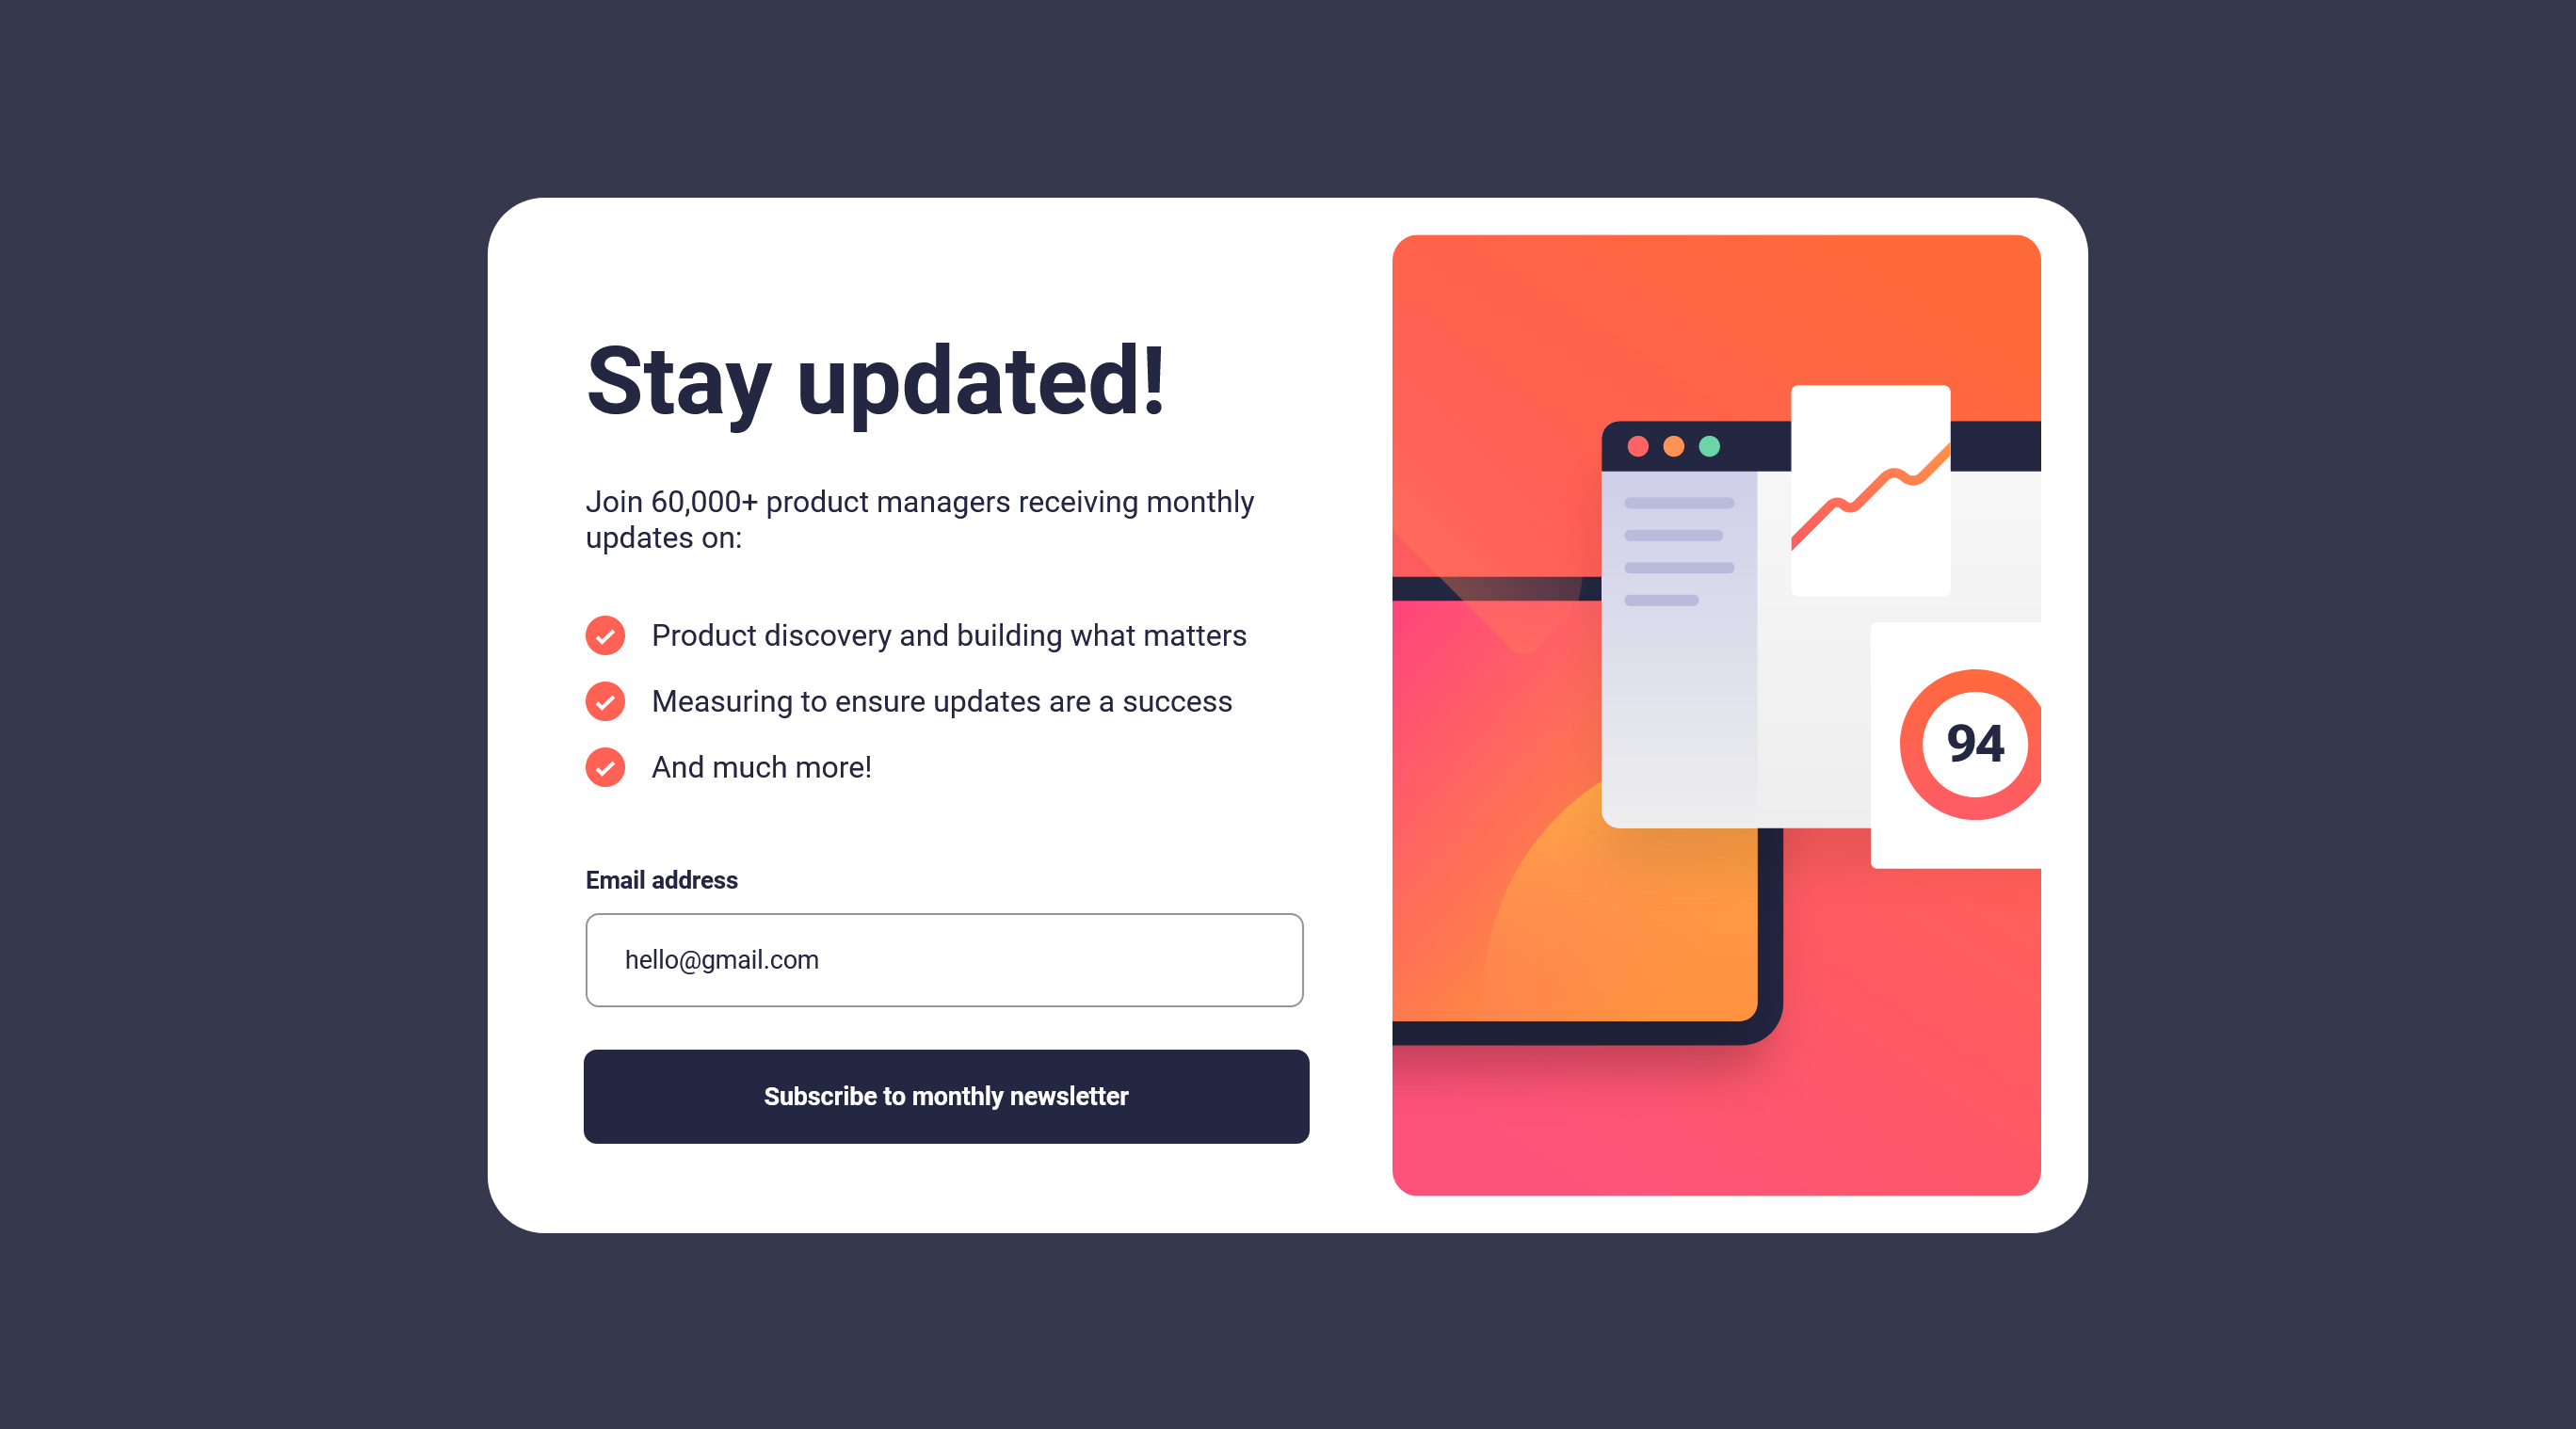 Stay updated!
Join 60,000+ product managers receiving monthly
updates on:
Product discovery and building what matters
Measuring to ensure updates are a success
And much more!
Email address
hello@gmail.com
Subscribe to monthly newsletter
94